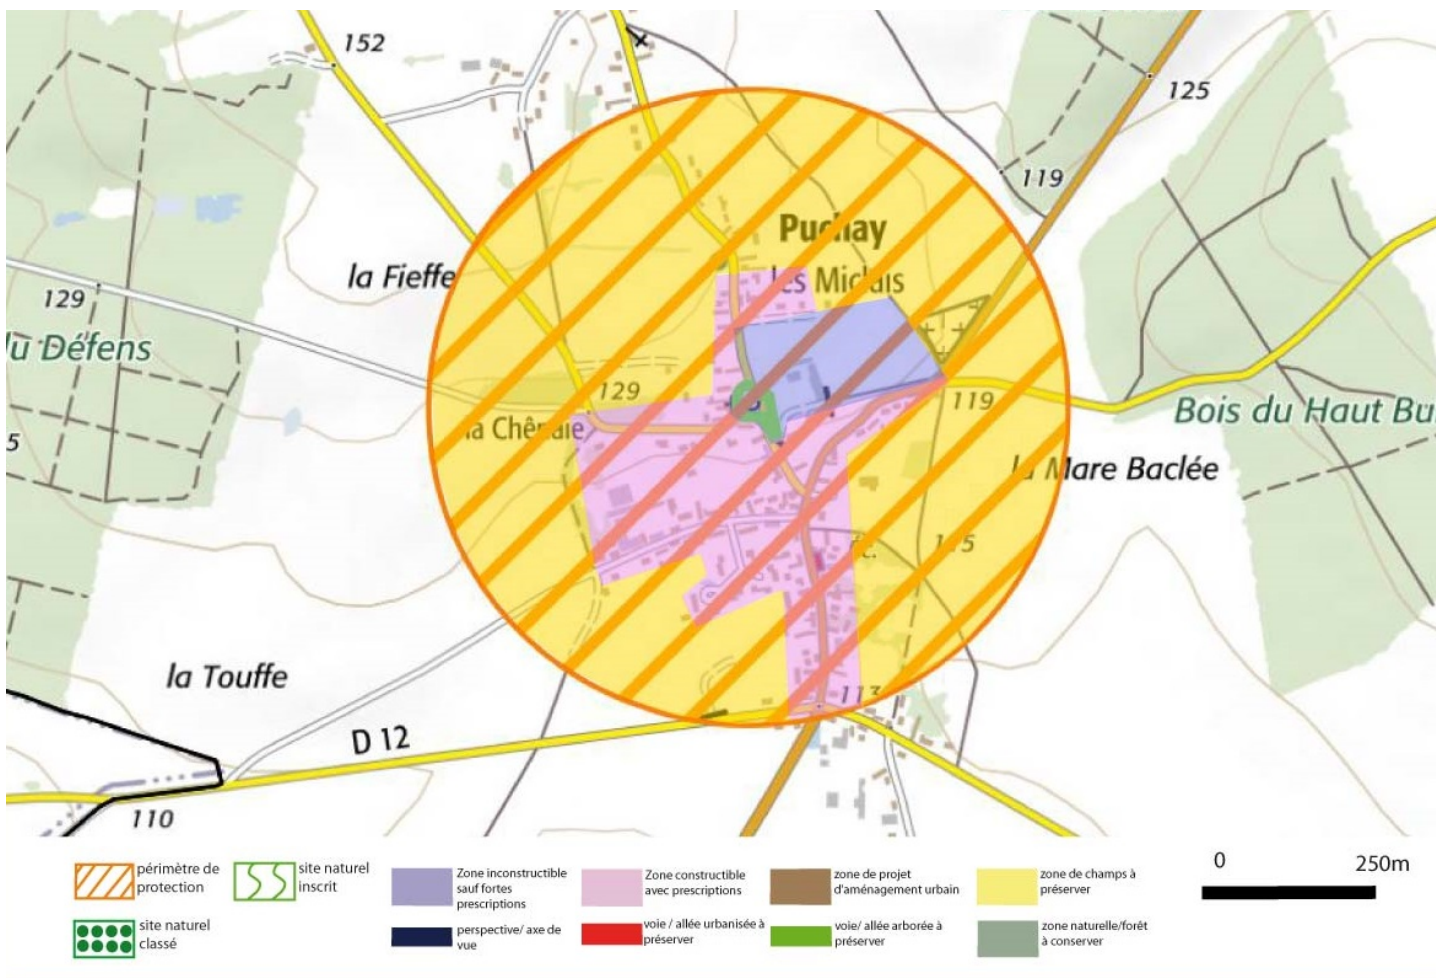 152
125
119
Puchay
les Miclais
la Fieffe
129
du Défens
129
la Chênaie
119
Bois du Haut Bu
la Mare Baclée
5
éc.
115
la Touffe
113
D 12
110
périmètre de
protection
site naturel
inscrit
site naturel
classé
Zone inconstructible
sauf fortes
prescriptions
perspective/ axe de
vue
Zone constructible
avec prescriptions
voie / allée urbanisée à
préserver
zone de projet
d'aménagement urbain
voie/ allée arborée à
préserver
zone de champs à
préserver
zone naturelle/forêt
à conserver
0 250m